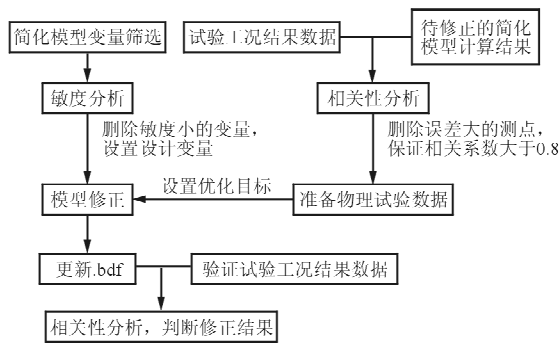 简化模型变量筛选
试验工况结果数据
待修正的简化
模型计算结果
敏度分析
相关性分析
删除敏度小的变量，
设置设计变量
删除误差大的测点，
保证相关系数大于0.8
模型修正
设置优化目标
准备物理试验数据
更新.bdf
验证试验工况结果数据
相关性分析，判断修正结果